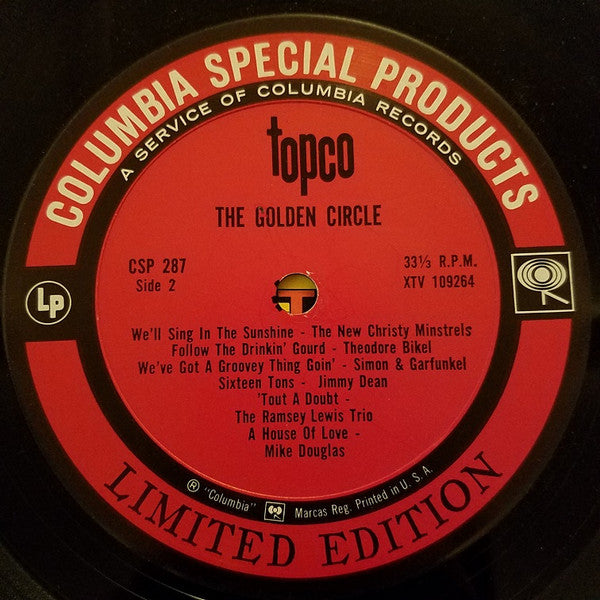 COLUMBIA SPECIAL PRODUCTS
A SERVICE OF COLUMBIA RECORDS
topco
THE GOLDEN CIRCLE
CSP 287
Side 2
33⅓ R.P.M.
XTV 109264
Lp
We'll Sing In The Sunshine - The New Christy Minstrels
Follow The Drinkin' Gourd - Theodore Bikel
We've Got A Groovey Thing Goin' - Simon & Garfunkel
Sixteen Tons - Jimmy Dean
'Tout A Doubt -
The Ramsey Lewis Trio
A House Of Love -
Mike Douglas
® "Columbia" Marcas Reg. Printed in U. S. A.
LIMITED EDITION